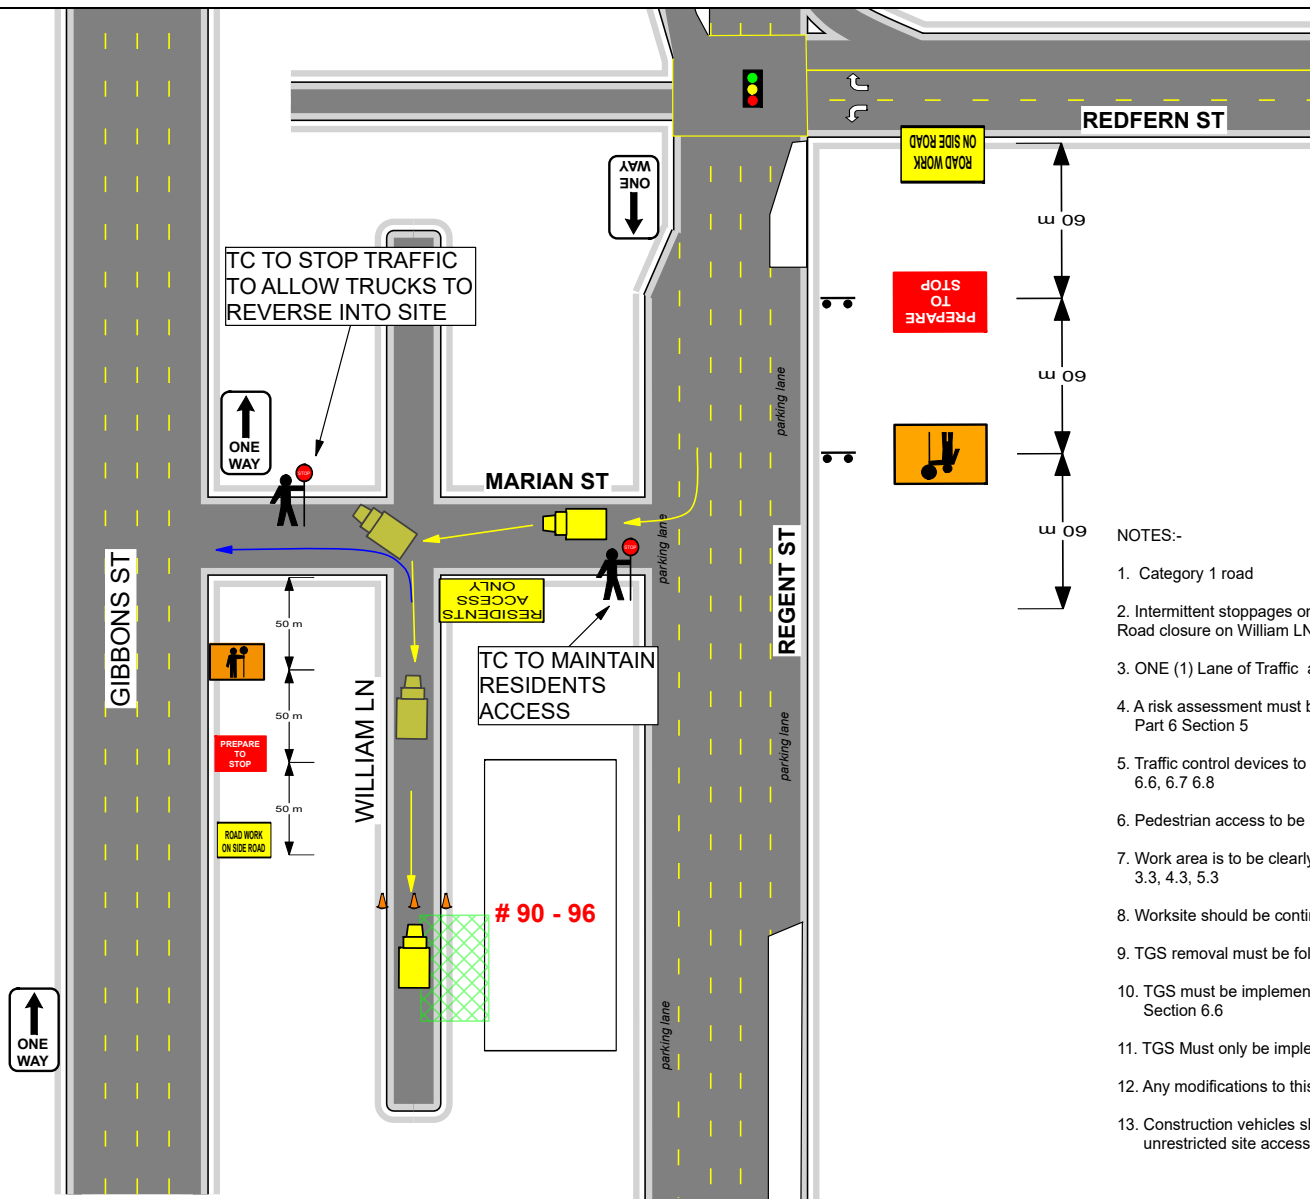 REDFERN ST
ROAD WORK
ON SIDE ROAD
ONE
WAY
60 m
PREPARE
TO
STOP
60 m
60 m
TC TO STOP TRAFFIC
TO ALLOW TRUCKS TO
REVERSE INTO SITE
ONE
WAY
STOP
MARIAN ST
parking lane
parking lane
STOP
REGENT ST
GIBBONS ST
RESIDENTS
ACCESS
ONLY
TC TO MAINTAIN
RESIDENTS
ACCESS
50 m
50 m
50 m
PREPARE
TO
STOP
ROAD WORK
ON SIDE ROAD
WILLIAM LN
parking lane
# 90 - 96
parking lane
ONE
WAY
NOTES:-
1. Category 1 road
2. Intermittent stoppages or
Road closure on William LN
3. ONE (1) Lane of Traffic
4. A risk assessment must
Part 6 Section 5
5. Traffic control devices to
6.6, 6.7 6.8
6. Pedestrian access to be
7. Work area is to be clearly
3.3, 4.3, 5.3
8. Worksite should be
9. TGS removal must be
10. TGS must be
Section 6.6
11. TGS Must only be
12. Any modifications to this
13. Construction vehicles
unrestricted site access